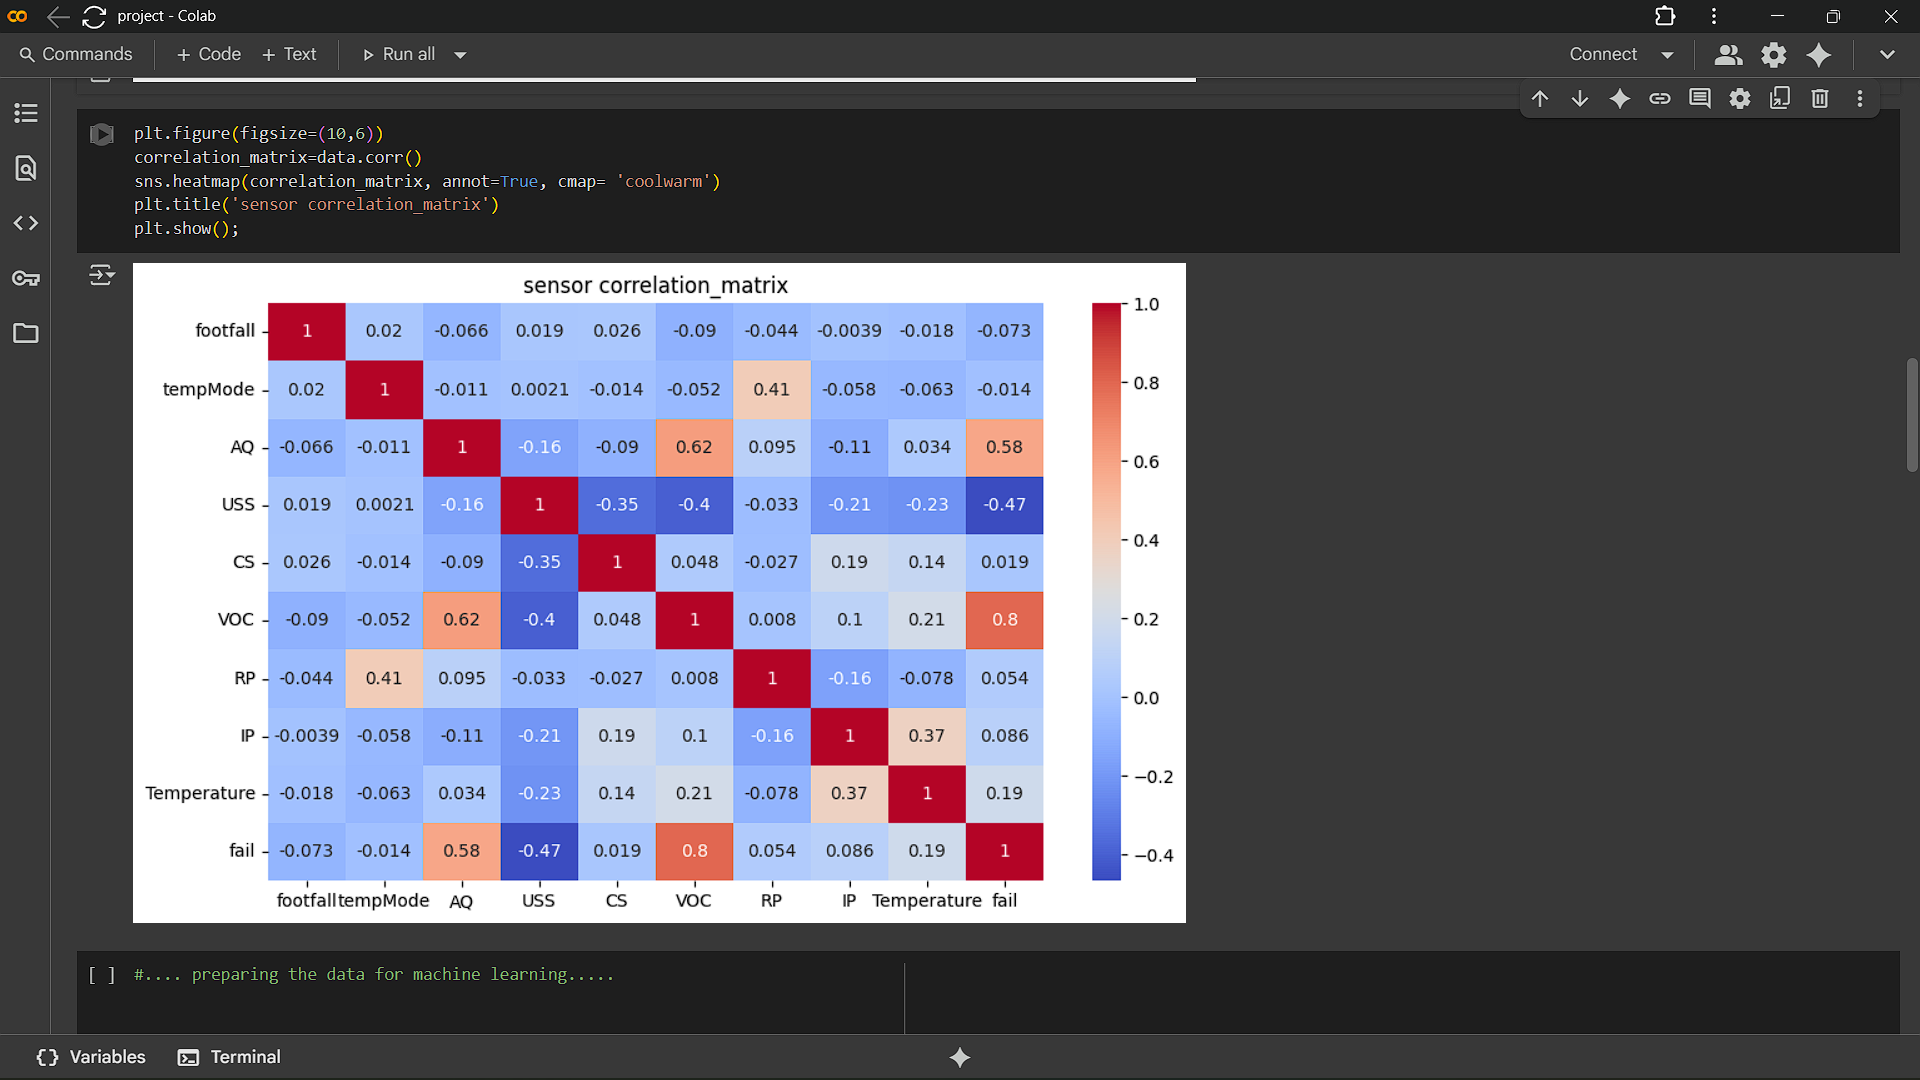 project - Colab
Commands + Code + Text Run all Connect
plt.figure(figsize=(10,6))
correlation_matrix=data.corr()
sns.heatmap(correlation_matrix, annot=True, cmap= 'coolwarm')
plt.title('sensor correlation_matrix')
plt.show();
sensor correlation_matrix
footfall 1 0.02 -0.066 0.019 0.026 -0.09 -0.044 -0.0039 -0.018 -0.073
tempMode 0.02 1 -0.011 0.0021 -0.014 -0.052 0.41 -0.058 -0.063 -0.014
AQ -0.066 -0.011 1 -0.16 -0.09 0.62 0.095 -0.11 0.034 0.58
USS 0.019 0.0021 -0.16 1 -0.35 -0.4 -0.033 -0.21 -0.23 -0.47
CS 0.026 -0.014 -0.09 -0.35 1 0.048 -0.027 0.19 0.14 0.019
VOC -0.09 -0.052 0.62 -0.4 0.048 1 0.008 0.1 0.21 0.8
RP -0.044 0.41 0.095 -0.033 -0.027 0.008 1 -0.16 -0.078 0.054
IP -0.0039 -0.058 -0.11 -0.21 0.19 0.1 -0.16 1 0.37 0.086
Temperature -0.018 -0.063 0.034 -0.23 0.14 0.21 -0.078 0.37 1 0.19
fail -0.073 -0.014 0.58 -0.47 0.019 0.8 0.054 0.086 0.19 1
footfall tempMode AQ USS CS VOC RP IP Temperature fail
1.0
0.8
0.6
0.4
0.2
0.0
−0.2
−0.4
[ ] #.... preparing the data for machine learning.....
{} Variables Terminal